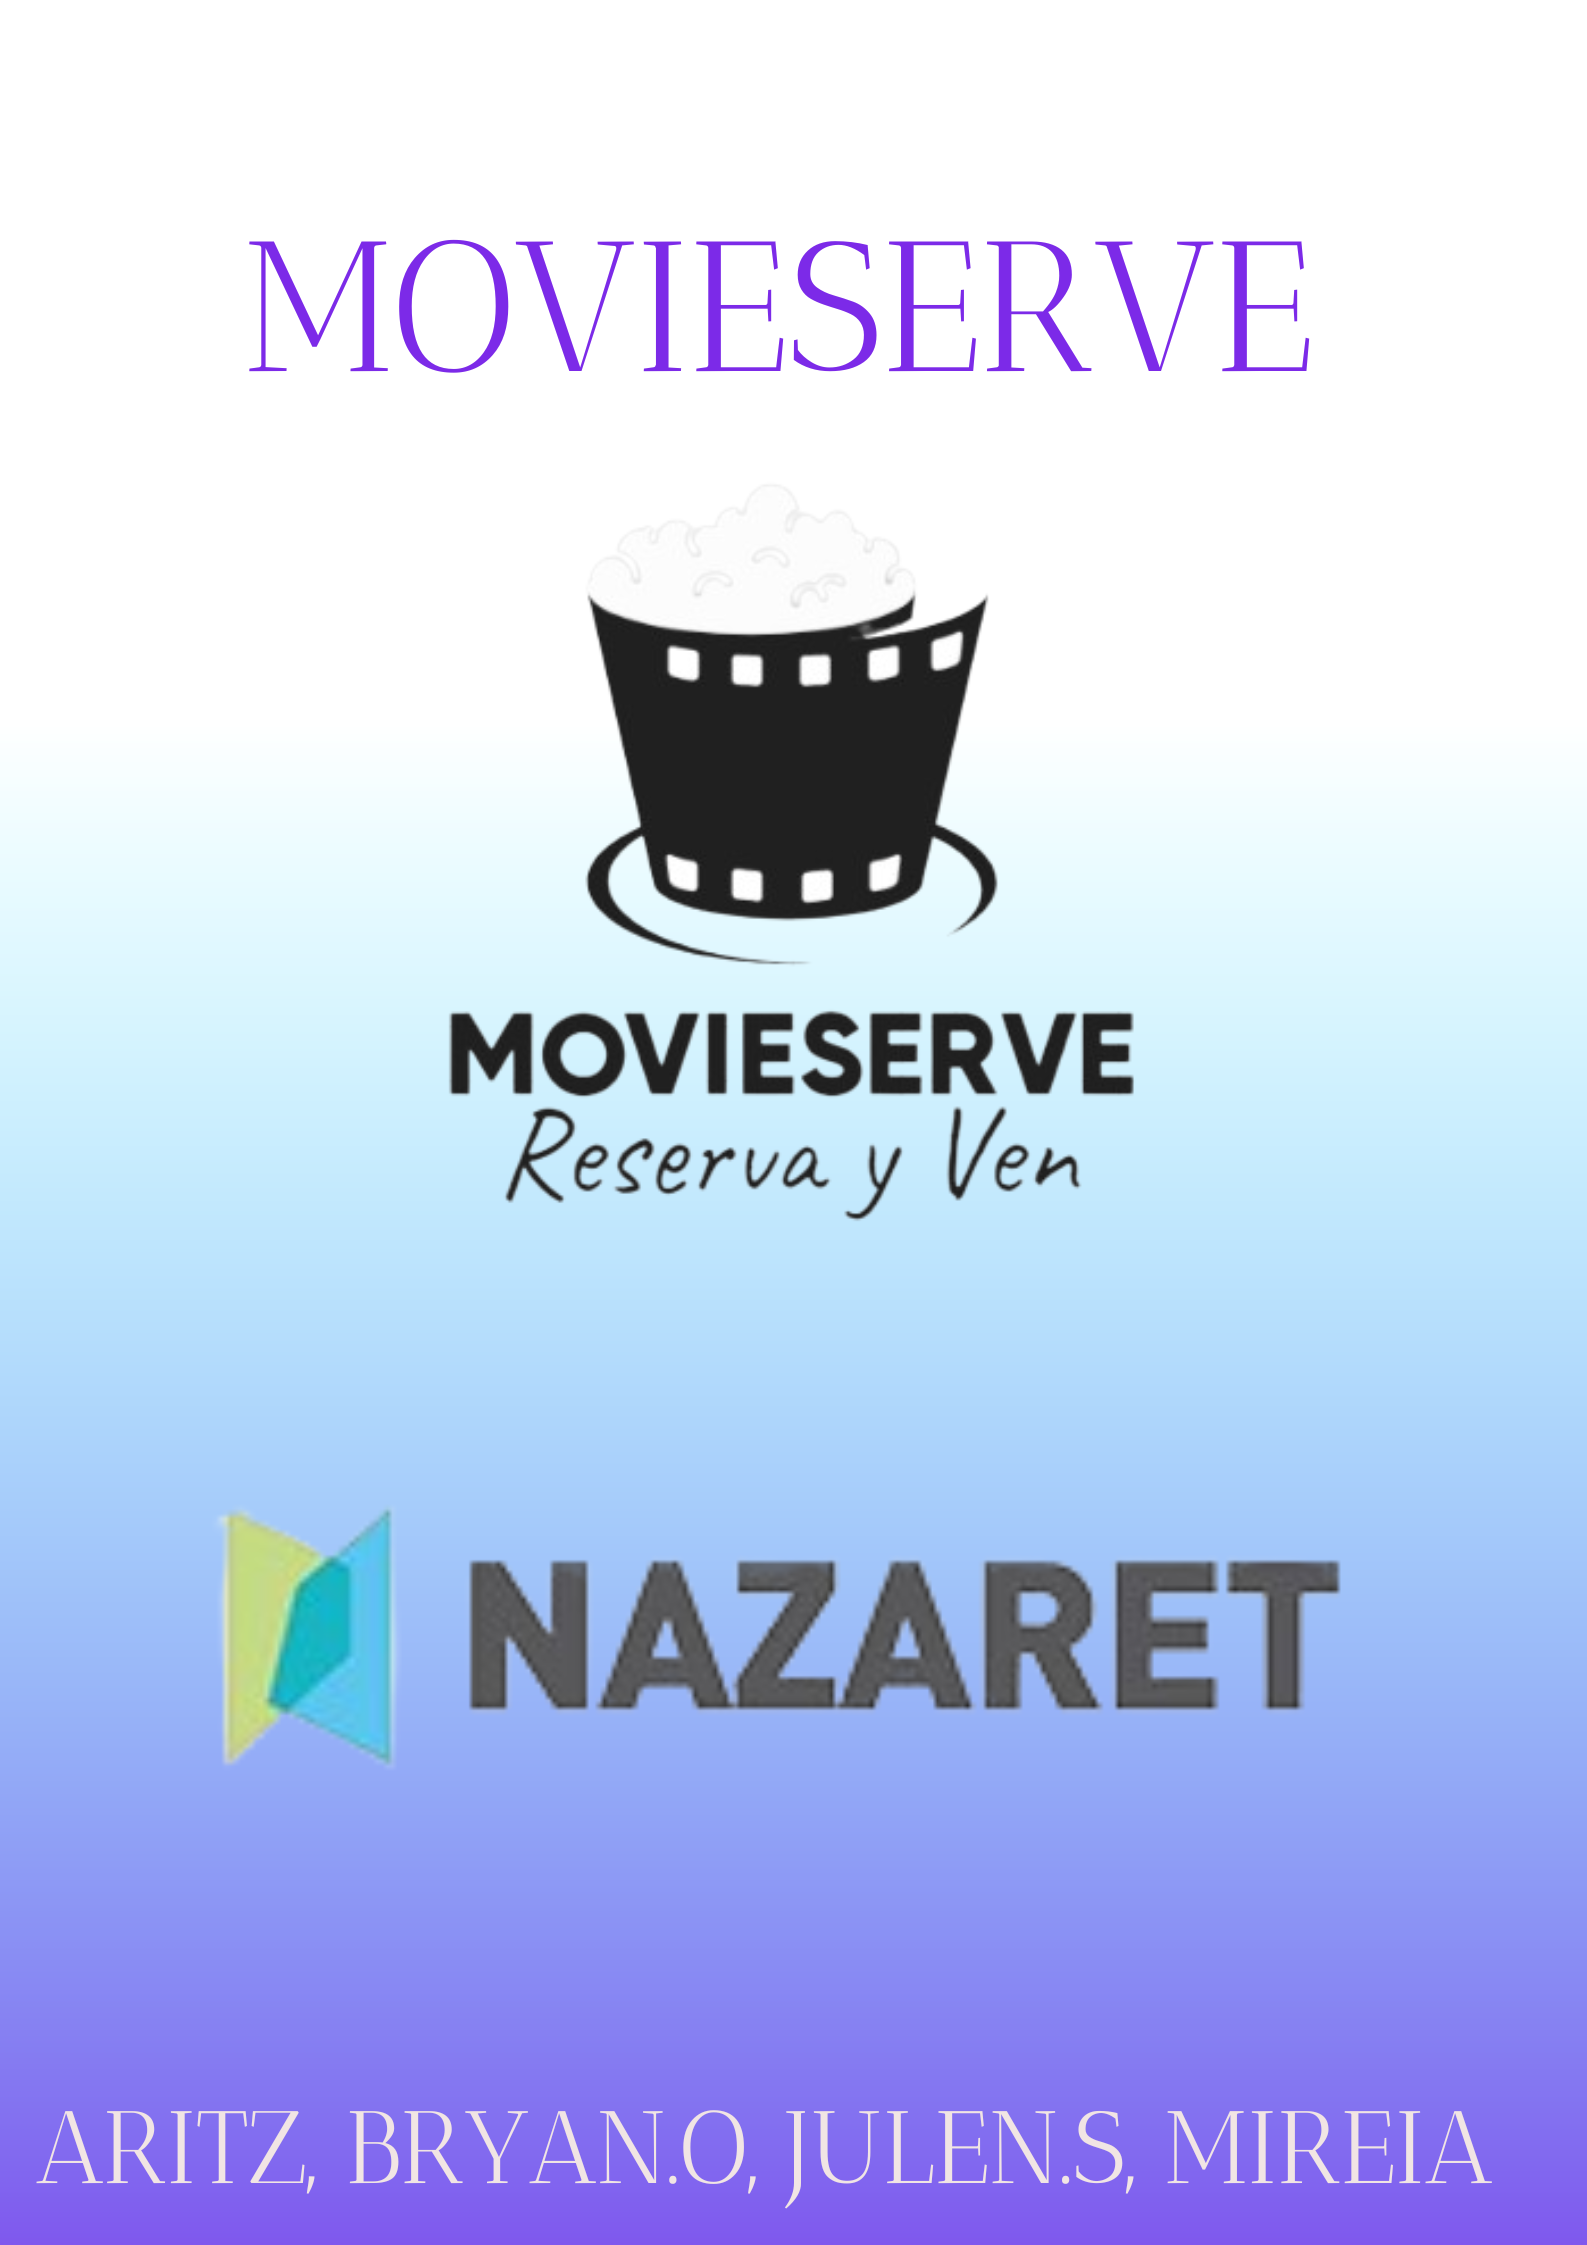 MOVIESERVE
MOVIESERVE
Reserva y Ven
NAZARET
ARITZ, BRYAN.O, JULEN.S, MIREIA